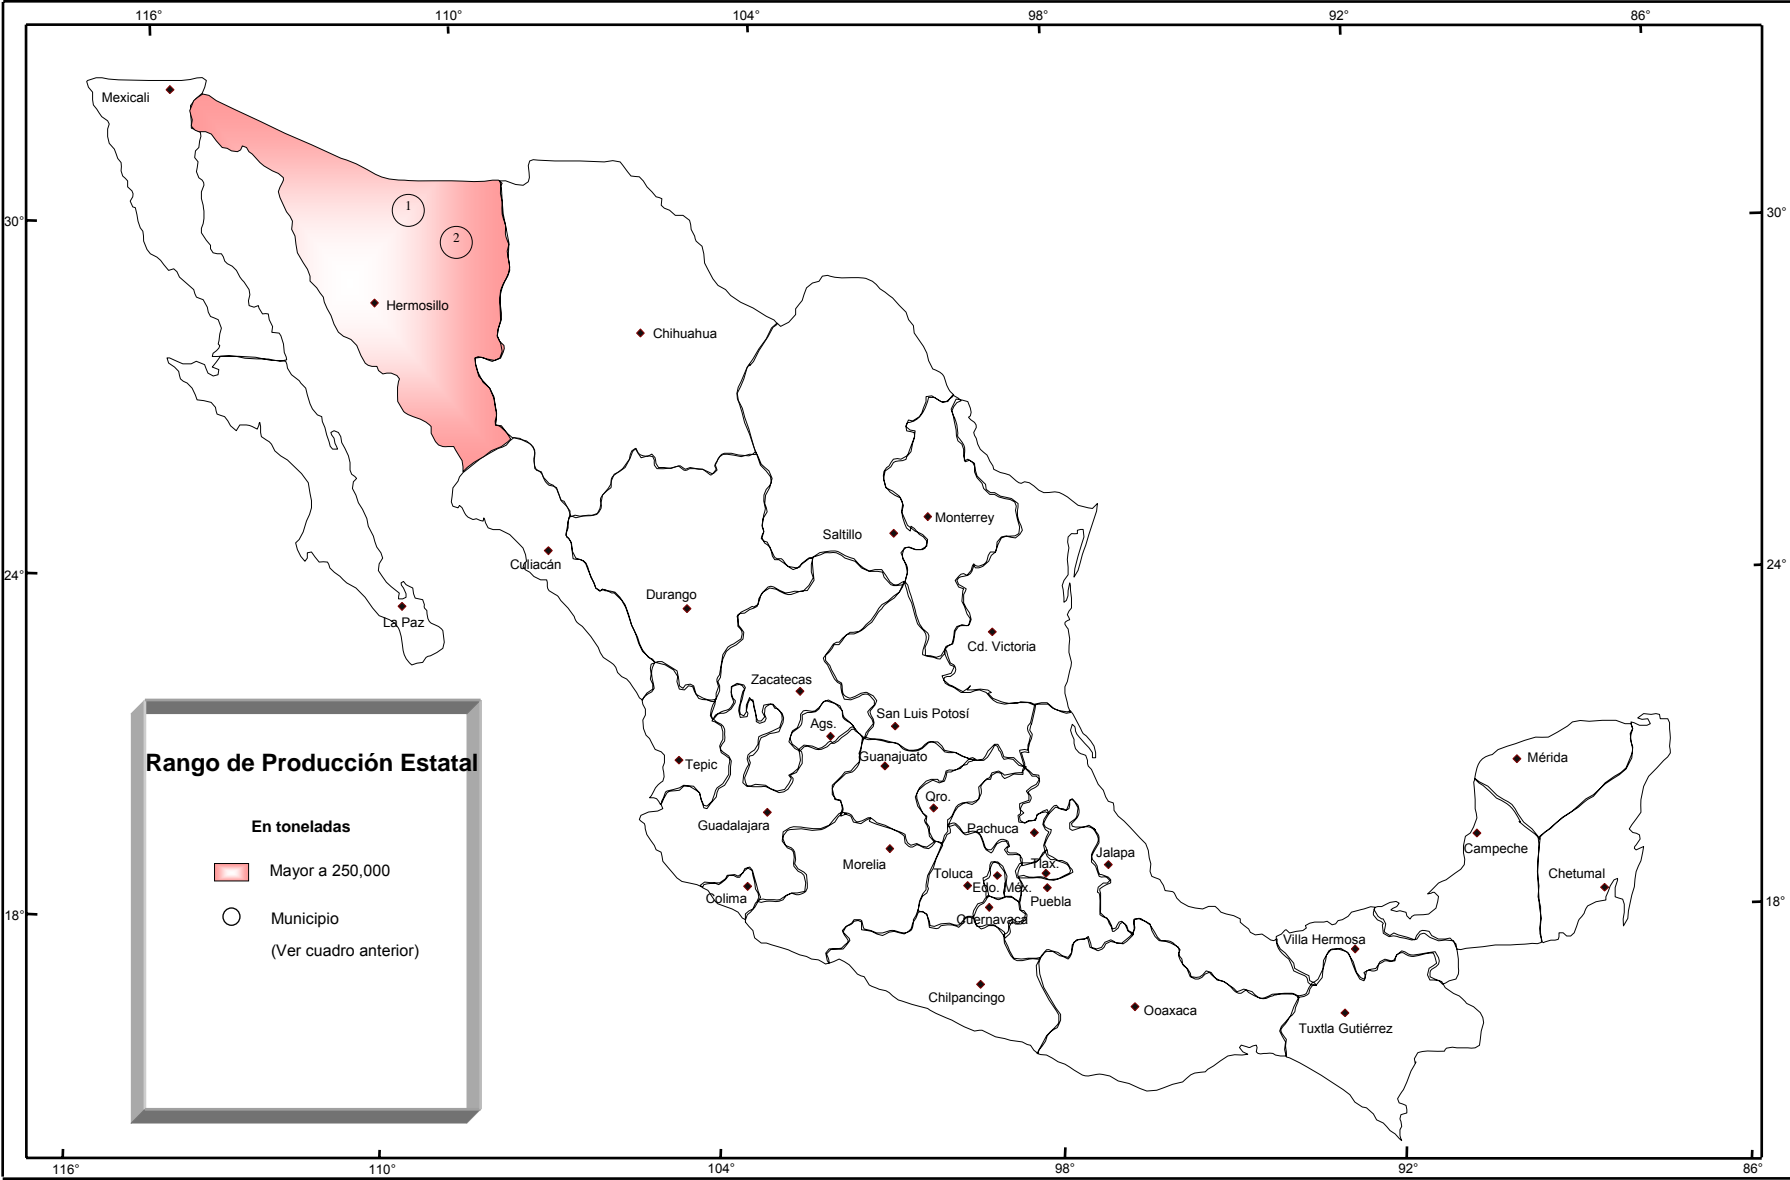 116°
110°
104°
98°
92°
86°
Mexicali
1
30°
30°
2
Hermosillo
Chihuahua
Monterrey
Saltillo
Culiacán
24°
24°
Durango
La Paz
Cd. Victoria
Zacatecas
San Luis Potosí
Ags.
Guanajuato
Mérida
Tepic
Rango de Producción Estatal
Qro.
En toneladas
Guadalajara
Pachuca
Campeche
Jalapa
Morelia
Tlax.
Mayor a 250,000
Toluca
Chetumal
Edo. Méx.
Colima
Puebla
18°
18°
Municipio
Cuernavaca
Villa Hermosa
(Ver cuadro anterior)
Chilpancingo
Ooaxaca
Tuxtla Gutiérrez
116°
110°
104°
98°
92°
86°